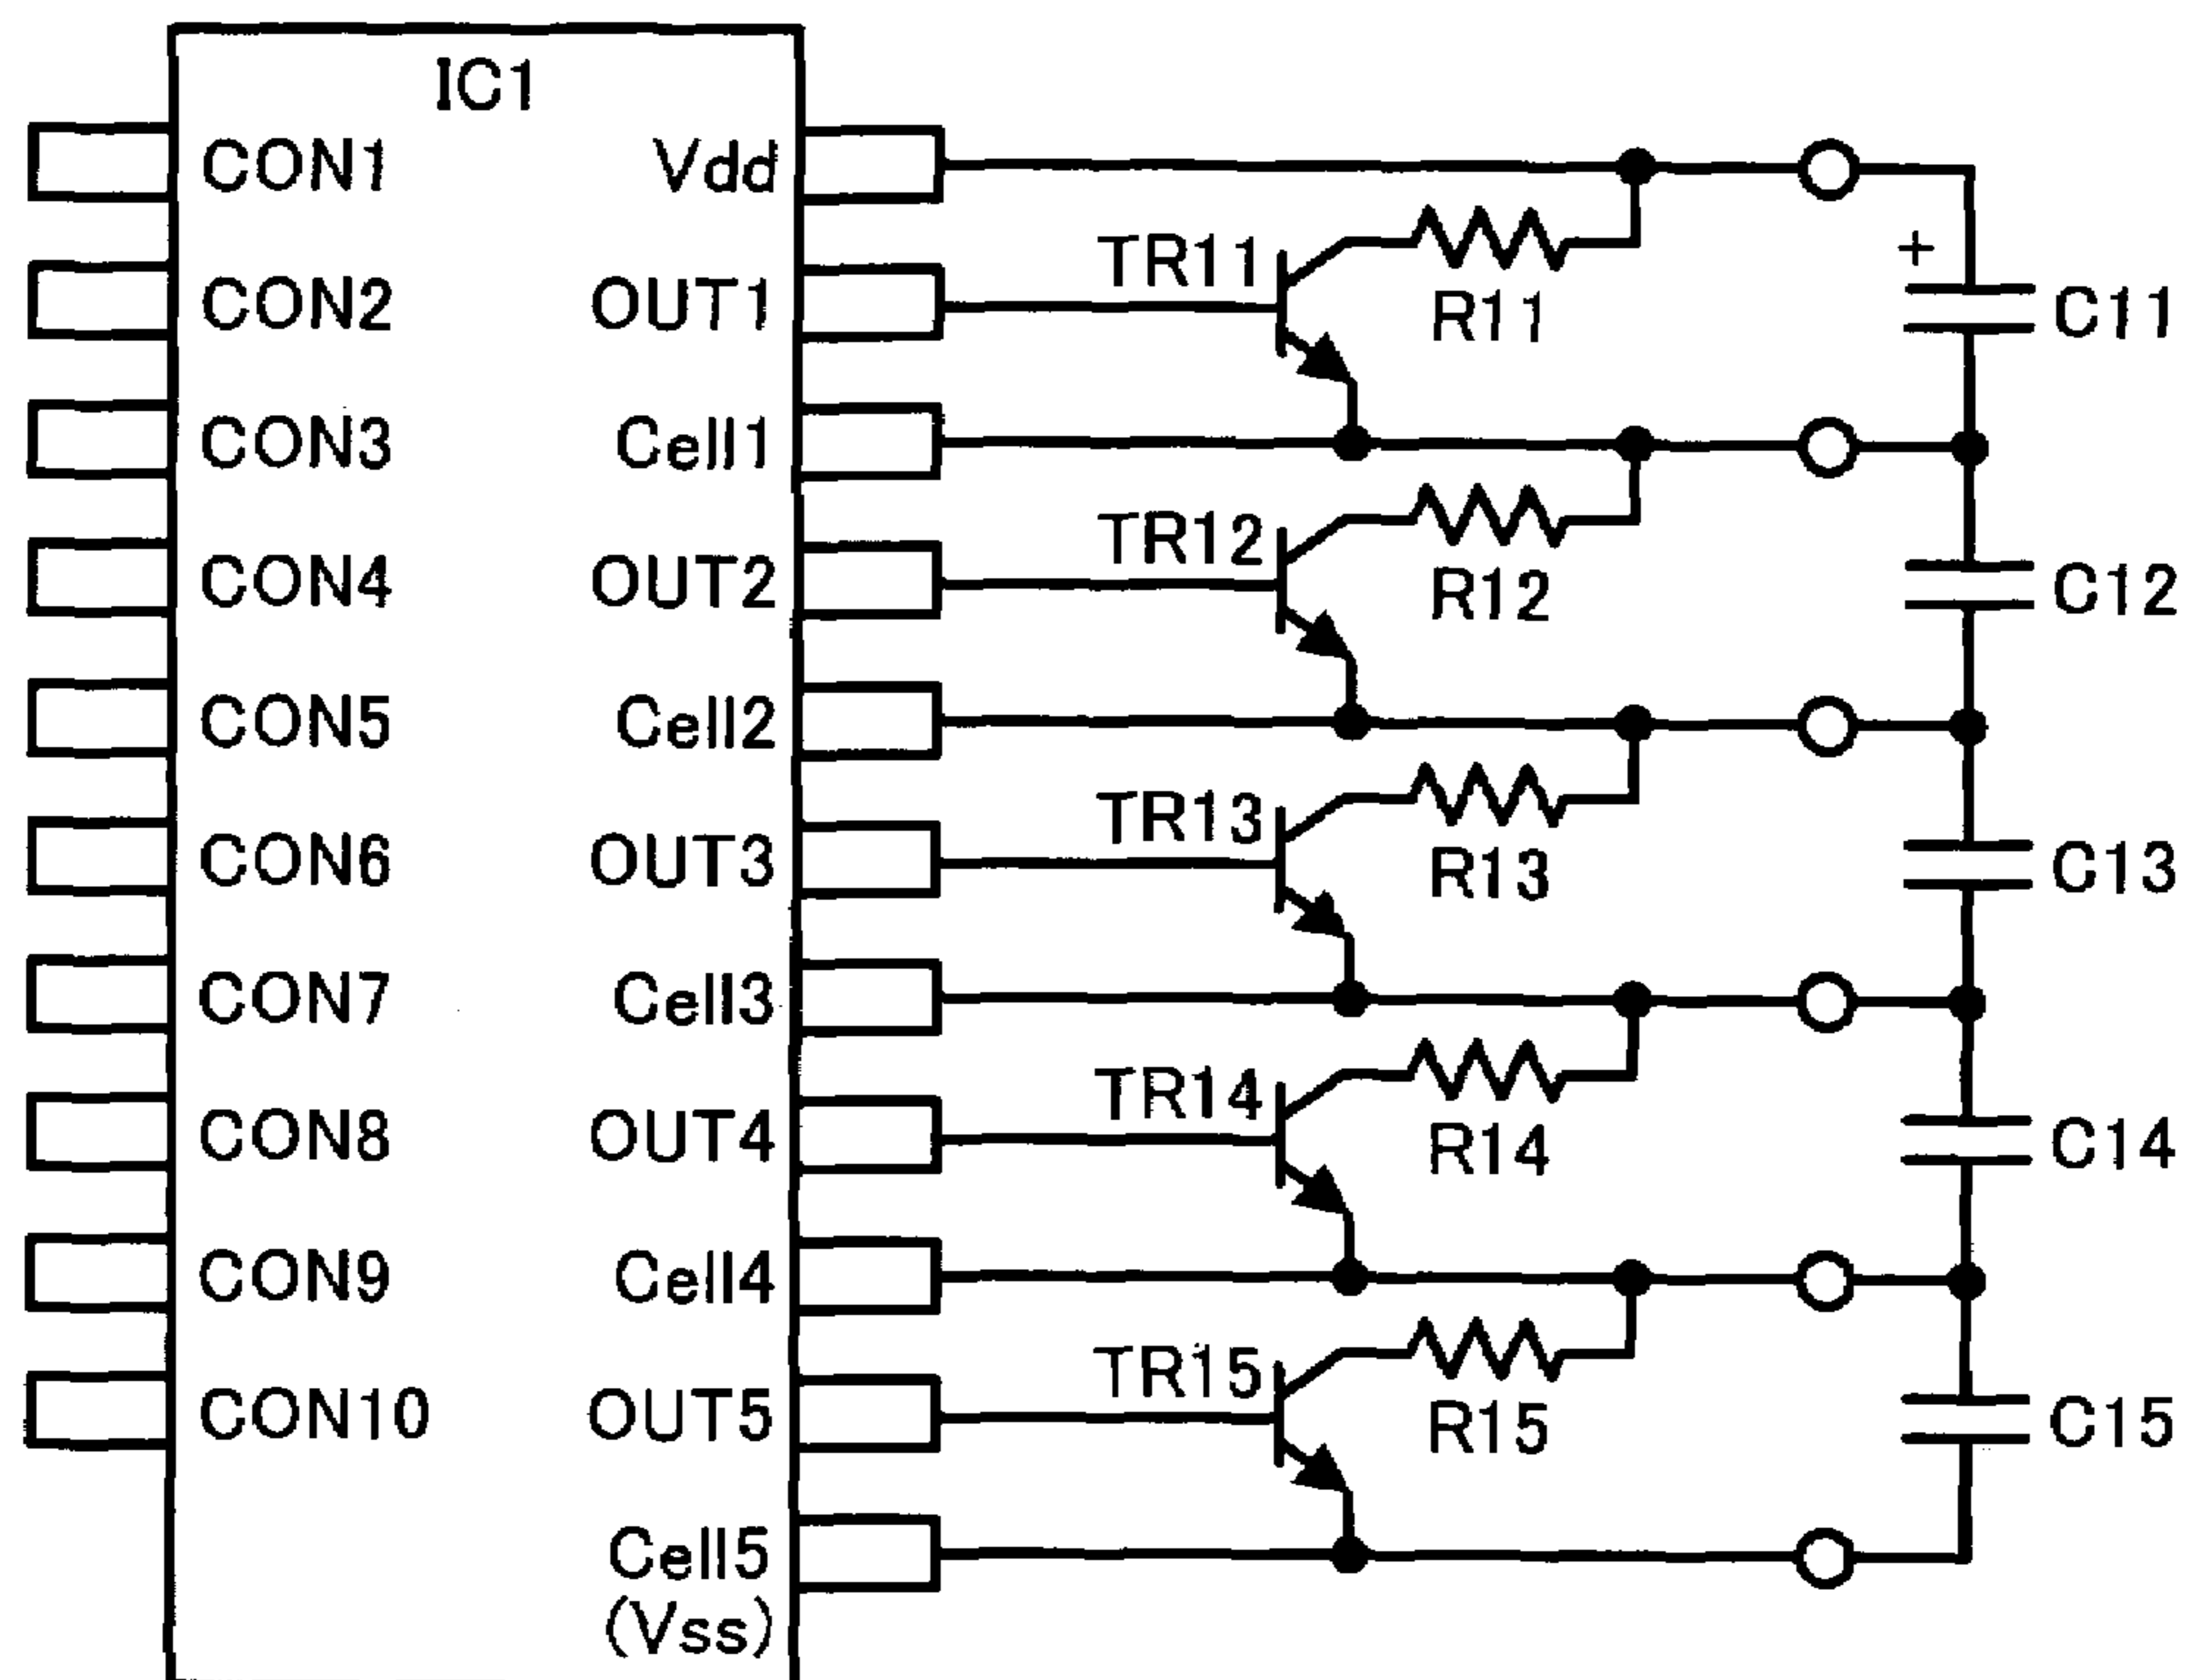 IC1
CON1
Vdd
TR11
+
CON2
OUT1
R11
C11
CON3
Cell1
TR12
CON4
OUT2
R12
C12
CON5
Cell2
TR13
CON6
OUT3
R13
C13
CON7
Cell3
TR14
CON8
OUT4
R14
C14
CON9
Cell4
TR15
CON10
OUT5
R15
C15
Cell5
(Vss)